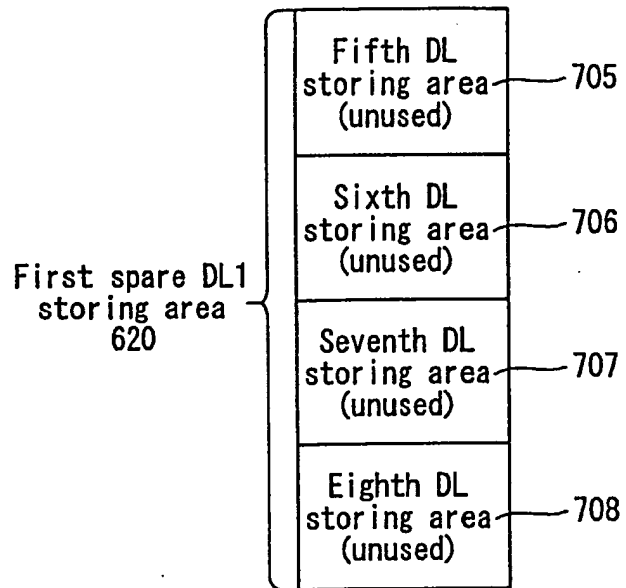 Fifth DL
storing area
(unused)
705
Sixth DL
storing area
(unused)
706
First spare DL1
storing area
620
Seventh DL
storing area
(unused)
707
Eighth DL
storing area
(unused)
708